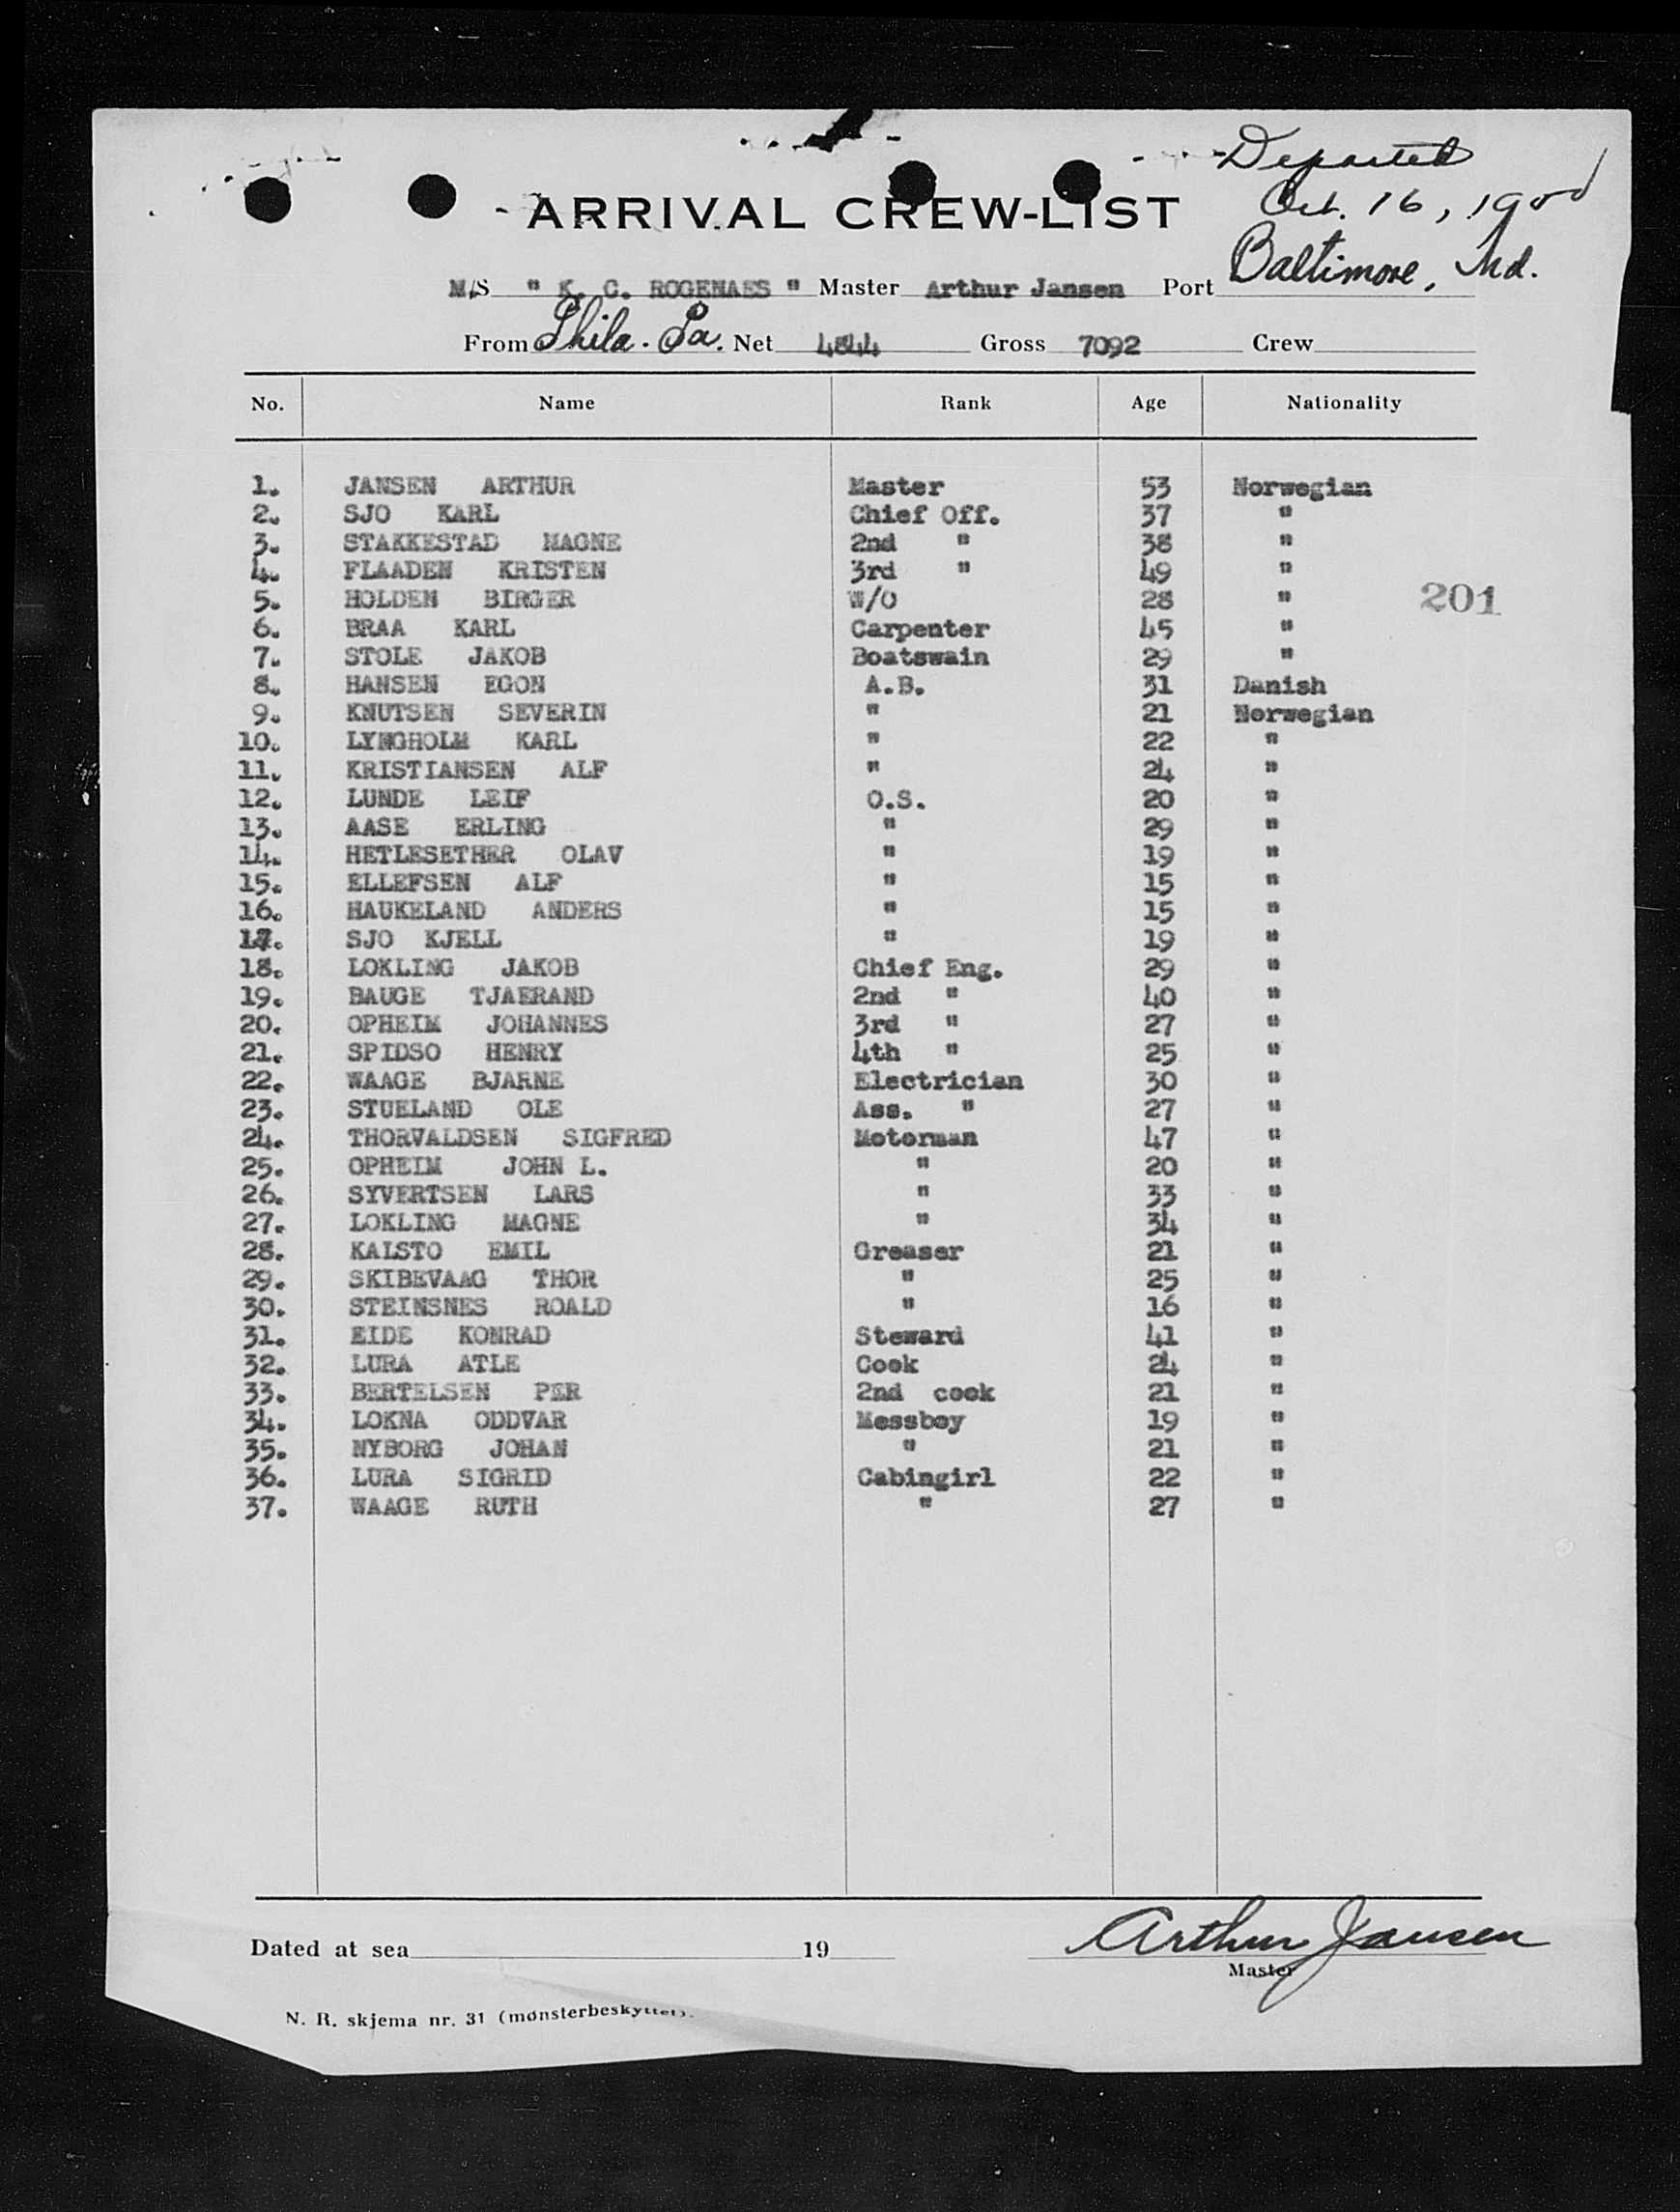 Departed
Oct. 16, 19
ARRIVAL CREW-LIST
M/S " K. C. ROGENAES " Master Arthur Jansen Port Baltimore, Md.
From Phila. Pa. Net 4844 Gross 7092 Crew
No. Name Rank Age Nationality
1. JANSEN ARTHUR Master 53 Norwegian
2. SJO KARL Chief Off. 37 "
3. STAKKESTAD MAGNE 2nd " 38 "
4. FLAADEN KRISTEN 3rd " 49 "
5. HOLDEM BIRGER W/O 28 " 201
6. BRAA KARL Carpenter 45 "
7. STOLE JAKOB Boatswain 29 "
8. HANSEN EGON A.B. 31 Danish
9. KNUTSEN SEVERIN " 21 Norwegian
10. LYNGHOLM KARL " 22 "
11. KRISTIANSEN ALF " 24 "
12. LUNDE LEIF O.S. 20 "
13. AASE ERLING " 29 "
14. HETLESETHER OLAV " 19 "
15. ELLEFSEN ALF " 15 "
16. HAUKELAND ANDERS " 15 "
17. SJO KJELL " 19 "
18. LOKLING JAKOB Chief Eng. 29 "
19. BAUGE TJAERAND 2nd " 40 "
20. OPHEIM JOHANNES 3rd " 27 "
21. SPIDSO HENRY 4th " 25 "
22. WAAGE BJARNE Electrician 30 "
23. STUELAND OLE Ass. " 27 "
24. THORVALDSEN SIGFRED Motorman 47 "
25. OPHEIM JOHN L. " 20 "
26. SYVERTSEN LARS " 33 "
27. LOKLING MAGNE " 34 "
28. KALSTO EMIL Greaser 21 "
29. SKIBEVAAG THOR " 25 "
30. STEINSNES ROALD " 16 "
31. EIDE KONRAD Steward 41 "
32. LURA ATLE Cook 24 "
33. BERTELSEN PER 2nd cook 21 "
34. LOKNA ODDVAR Messboy 19 "
35. NYBORG JOHAN " 21 "
36. LURA SIGRID Cabingirl 22 "
37. WAAGE RUTH " 27 "
Dated at sea 19 Arthur Jansen
Master
N. R. skjema nr. 31 (mønsterbeskyttet).